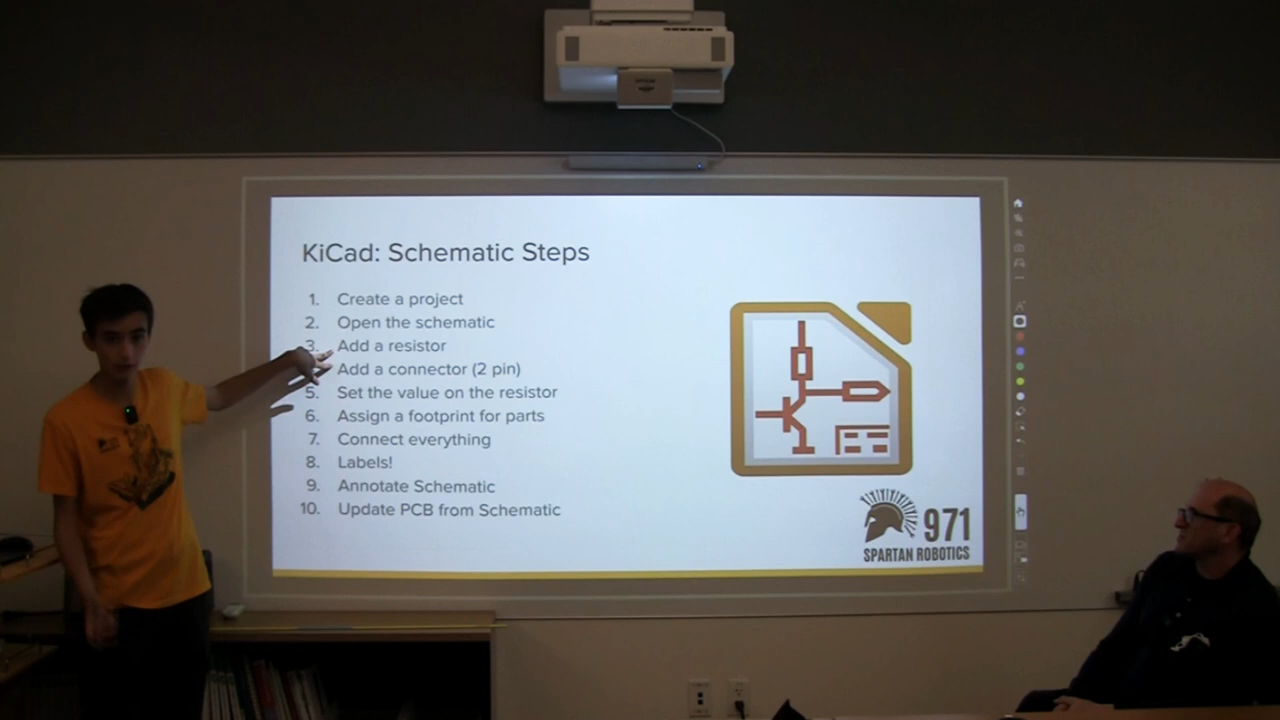 KiCad: Schematic Steps
1. Create a project
2. Open the schematic
3. Add a resistor
Add a connector (2 pin)
5. Set the value on the resistor
6. Assign a footprint for parts
7. Connect everything
8. Labels!
9. Annotate Schematic
10. Update PCB from Schematic
971
SPARTAN ROBOTICS